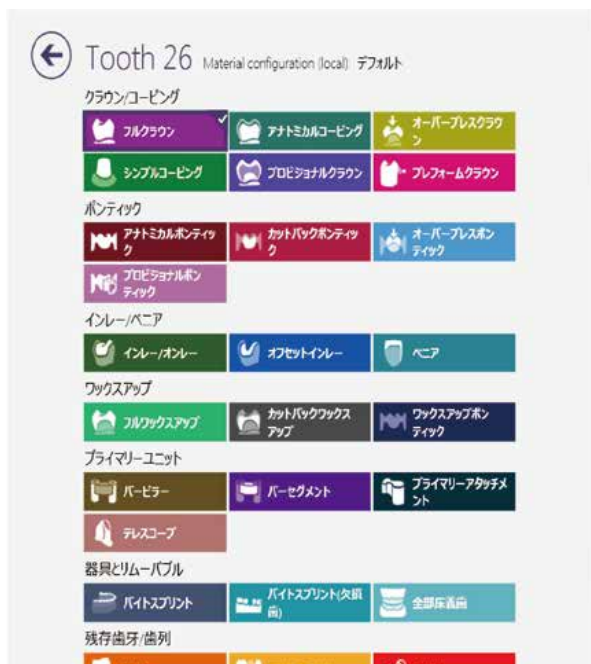 Tooth 26 Material configuration (local) デフォルト
クラウン/コーピング
フルクラウン
アナトミカルコーピング
オーバープレスクラウ
ン
シンプルコーピング
プロビジョナルクラウン
プレフォームクラウン
ポンティック
アナトミカルポンティッ
ク
カットバックポンティッ
ク
オーバープレスポン
ティック
プロビジョナルポン
ティック
インレー/ベニア
インレー/オンレー
オフセットインレー
ベニア
ワックスアップ
フルワックスアップ
カットバックワックス
アップ
ワックスアップポン
ティック
プライマリーユニット
バーピラー
バーセグメント
プライマリーアタッチメ
ント
テレスコープ
器具とリムーバブル
バイトスプリント
バイトスプリント(欠損
歯)
全部床義歯
残存歯牙/歯列